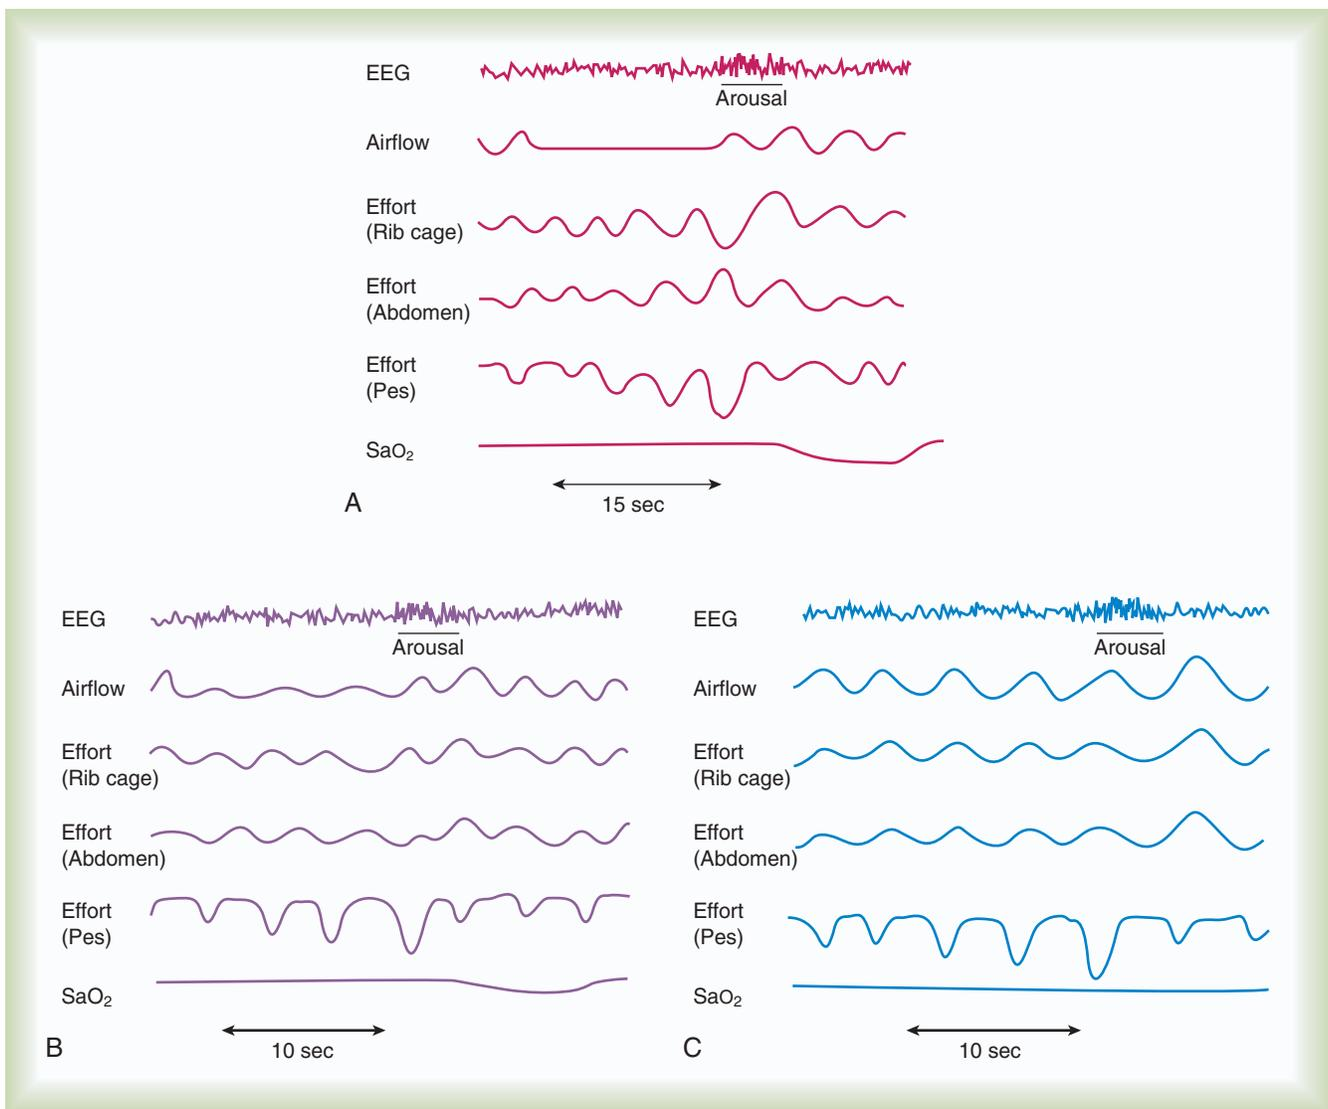 EEG
Arousal
Airflow
Effort
(Rib cage)
Effort
(Abdomen)
Effort
(Pes)
SaO₂
15 sec
A
EEG
Arousal
Airflow
Effort
(Rib cage)
Effort
(Abdomen)
Effort
(Pes)
SaO₂
10 sec
B
EEG
Arousal
Airflow
Effort
(Rib cage)
Effort
(Abdomen)
Effort
(Pes)
SaO₂
10 sec
C